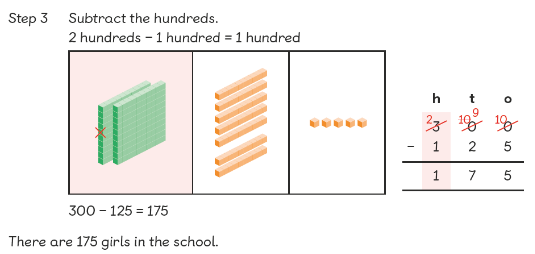 Step 3 Subtract the hundreds.
2 hundreds − 1 hundred = 1 hundred
h t o
2 10 9 10
3 0 0
− 1 2 5
1 7 5
300 − 125 = 175
There are 175 girls in the school.